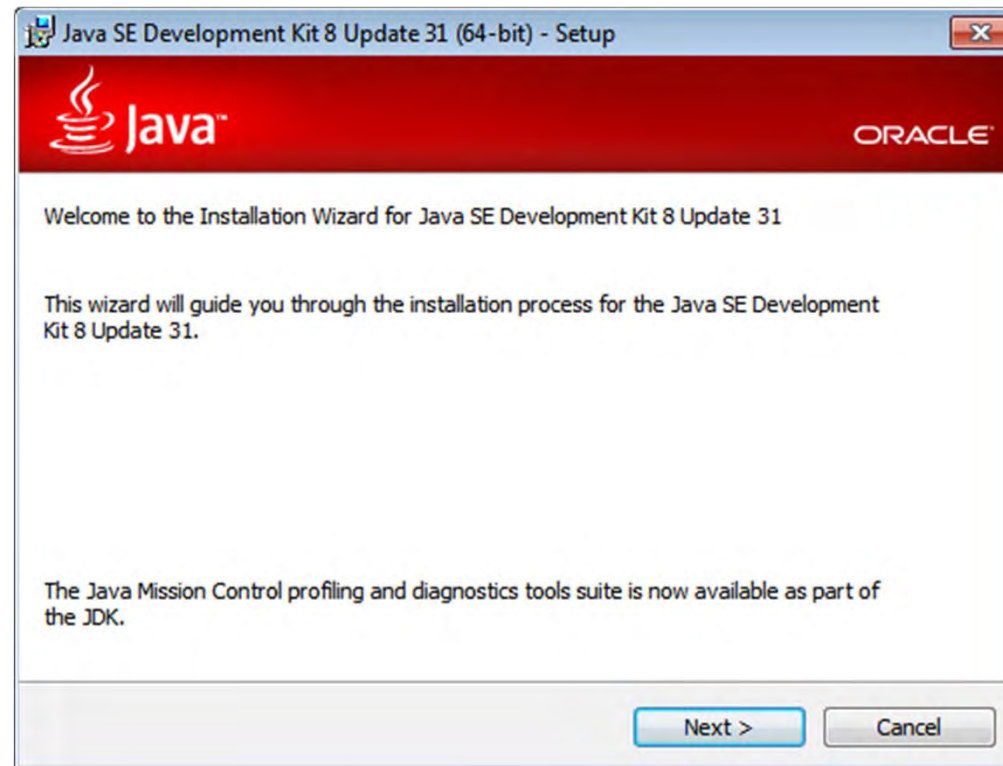 Java SE Development Kit 8 Update 31 (64-bit) - Setup
Java™
ORACLE
Welcome to the Installation Wizard for Java SE Development Kit 8 Update 31
This wizard will guide you through the installation process for the Java SE Development
Kit 8 Update 31.
The Java Mission Control profiling and diagnostics tools suite is now available as part of
the JDK.
Next >
Cancel